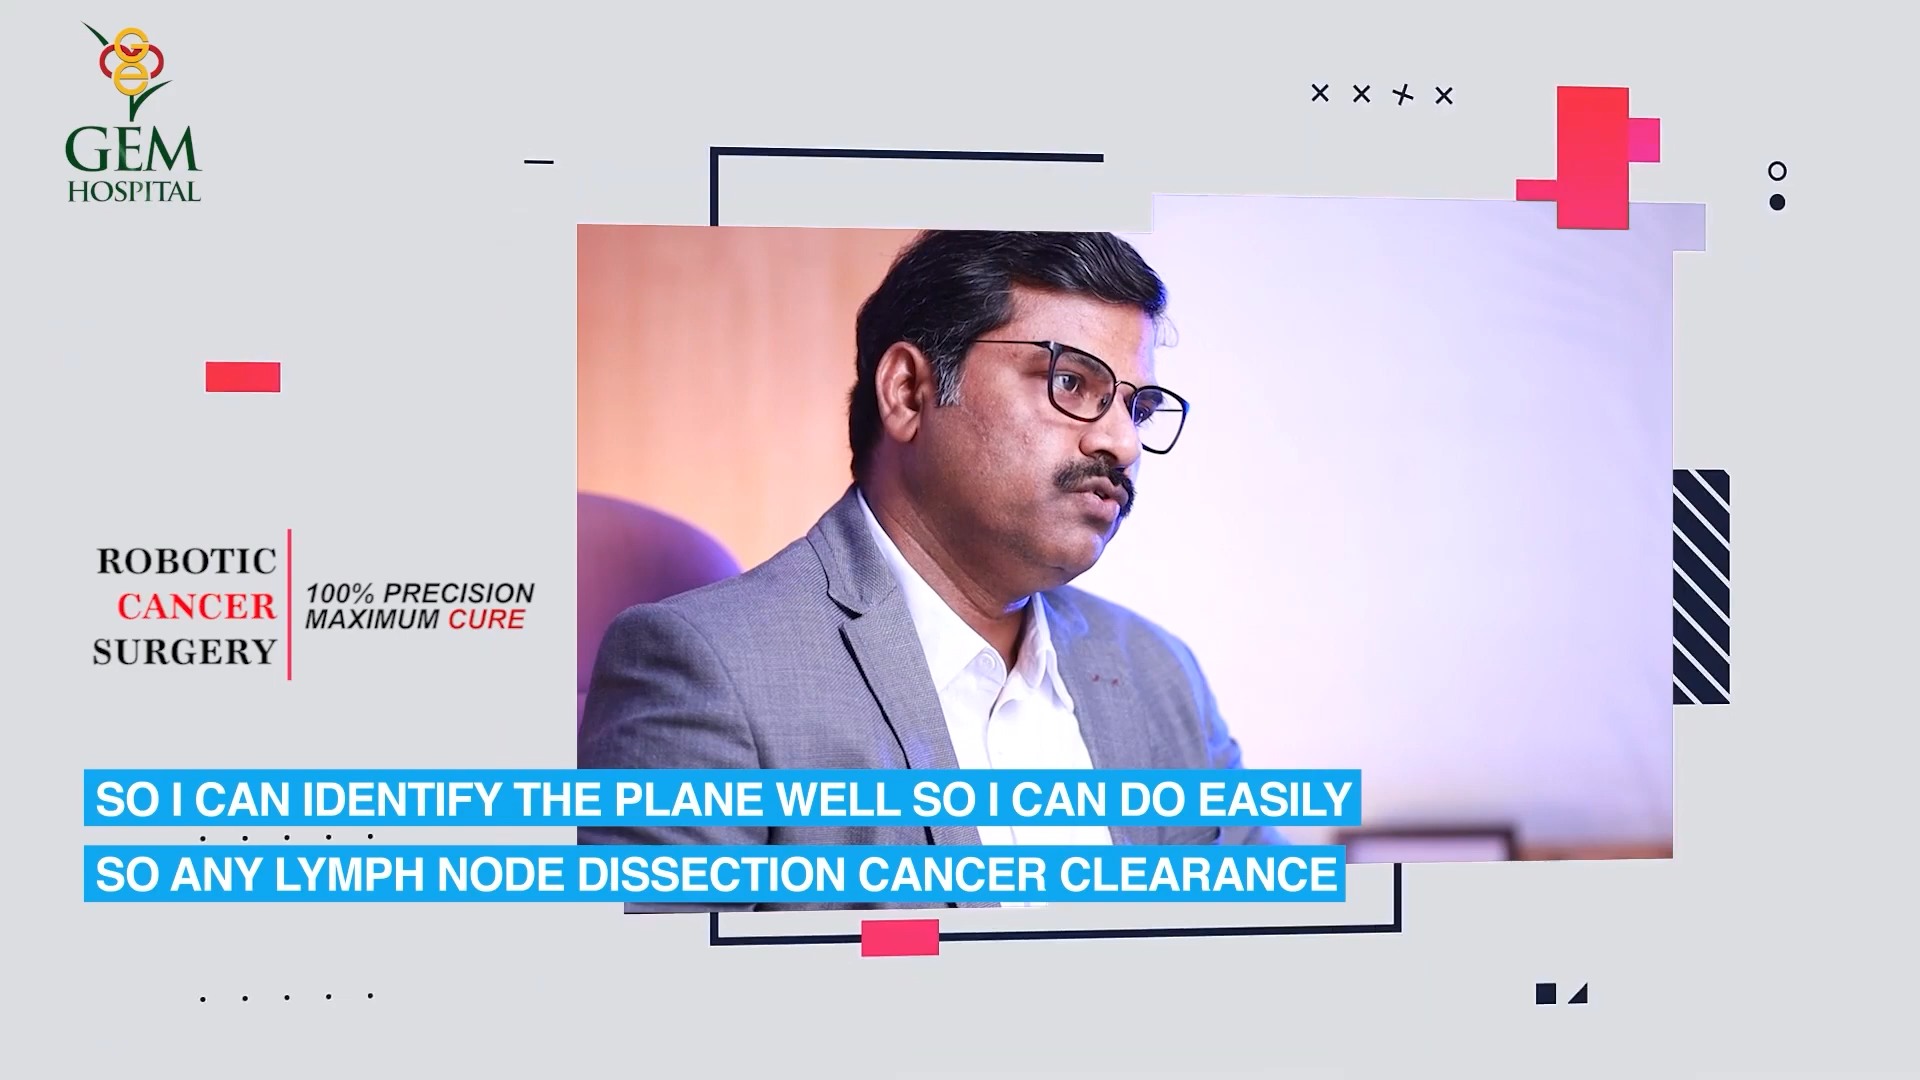 GEM
HOSPITAL
ROBOTIC
CANCER
SURGERY
100% PRECISION
MAXIMUM CURE
SO I CAN IDENTIFY THE PLANE WELL SO I CAN DO EASILY
SO ANY LYMPH NODE DISSECTION CANCER CLEARANCE